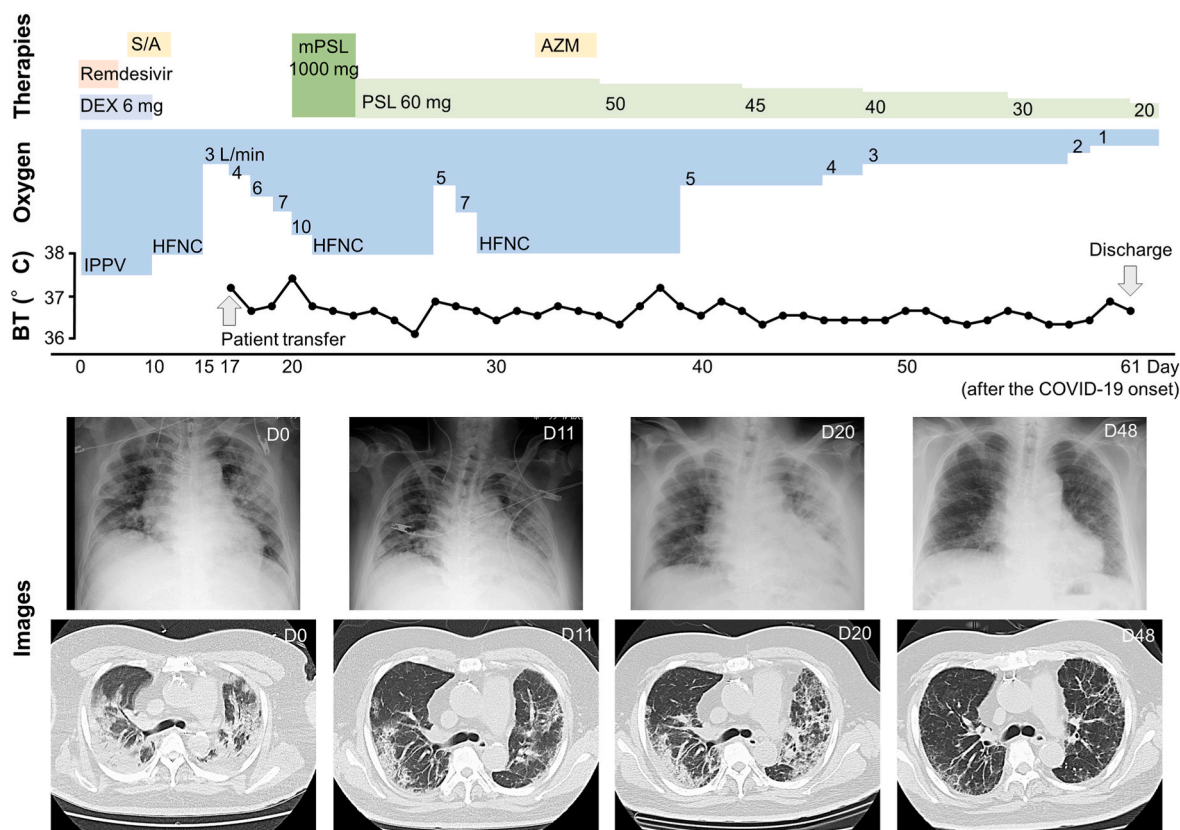 Therapies
S/A
Remdesivir
DEX 6 mg
mPSL
1000 mg
AZM
PSL 60 mg
50
45
40
30
20
Oxygen
IPPV
HFNC
3 L/min
4
6
7
10
HFNC
5
7
HFNC
5
4
3
2
1
BT (° C)
38
37
36
Patient transfer
Discharge
0 10 15 17 20 30 40 50 61 Day
(after the COVID-19 onset)
Images
D0
D11
D20
D48
D0
D11
D20
D48